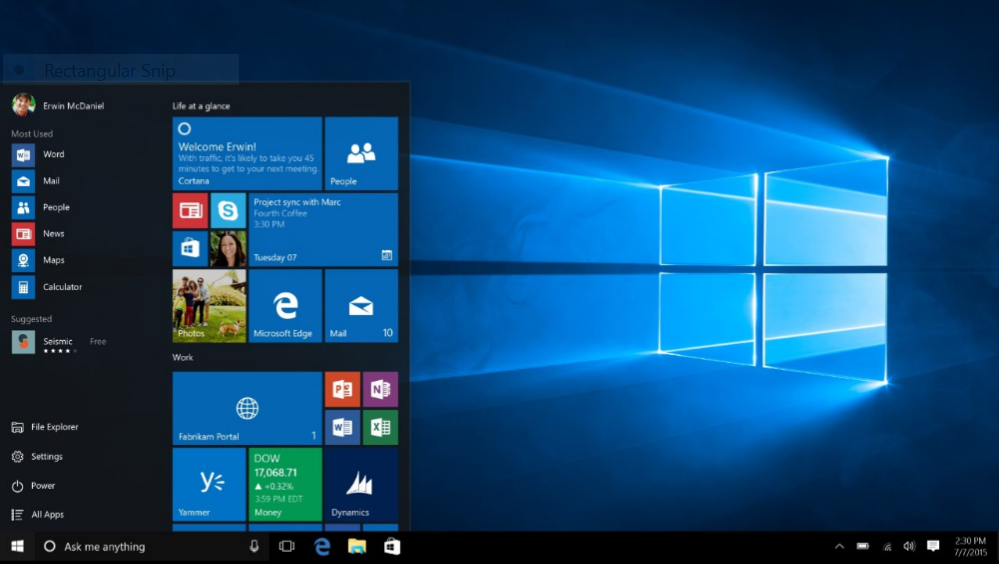 Rectangular Snip
Erwin McDaniel
Most Used
Word
Mail
People
News
Maps
Calculator
Suggested
Seismic Free
File Explorer
Settings
Power
All Apps
Life at a glance
Welcome Erwin!
With traffic, it's likely to take you 45
minutes to get to your next meeting.
Cortana
People
Project sync with Marc
Fourth Coffee
3:30 PM
Tuesday 07
Photos
Microsoft Edge
Mail 10
Work
Fabrikam Portal 1
Yammer
DOW
17,068.71
▲ +0.32%
3:59 PM EDT
Money
Dynamics
Ask me anything
2:30 PM
7/7/2015